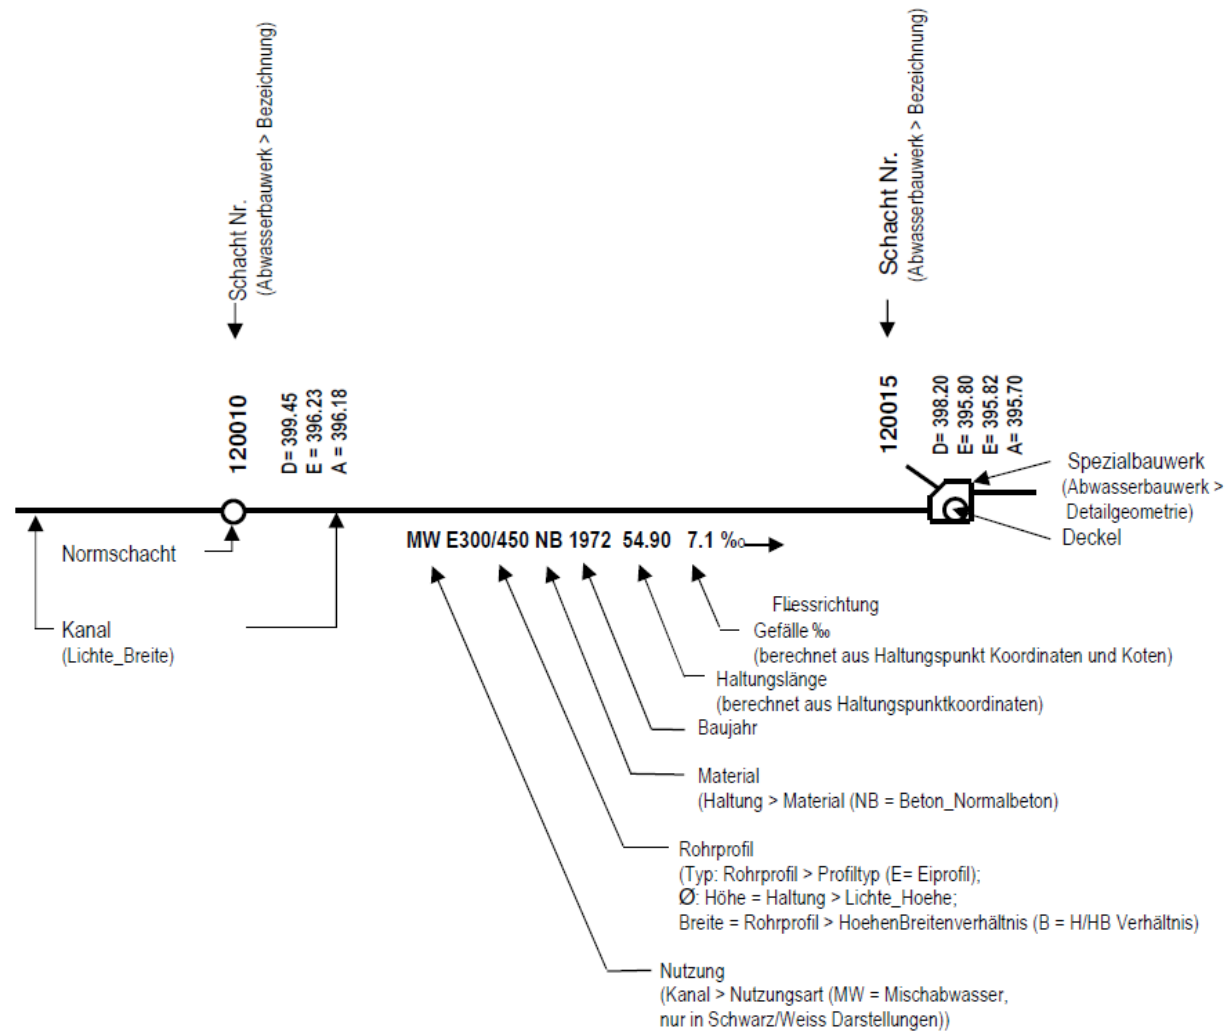 Schacht Nr.
(Abwasserbauwerk > Bezeichnung)
Schacht Nr.
(Abwasserbauwerk > Bezeichnung)
120010
D= 399.45
E = 396.23
A = 396.18
120015
D= 398.20
E= 395.80
E= 395.82
A= 395.70
Spezialbauwerk
(Abwasserbauwerk >
Detailgeometrie)
Deckel
Normschacht
MW E300/450 NB 1972 54.90 7.1 ‰
Kanal
(Lichte_Breite)
Fliessrichtung
Gefälle ‰
(berechnet aus Haltungspunkt Koordinaten und Koten)
Haltungslänge
(berechnet aus Haltungspunktkoordinaten)
Baujahr
Material
(Haltung > Material (NB = Beton_Normalbeton)
Rohrprofil
(Typ: Rohrprofil > Profiltyp (E= Eiprofil);
Ø: Höhe = Haltung > Lichte_Hoehe;
Breite = Rohrprofil > HoehenBreitenverhältnis (B = H/HB Verhältnis)
Nutzung
(Kanal > Nutzungsart (MW = Mischabwasser,
nur in Schwarz/Weiss Darstellungen))